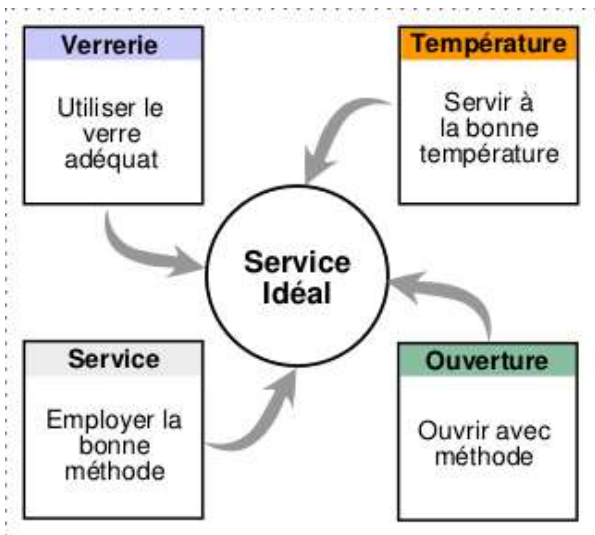 Verrerie
Utiliser le
verre
adéquat
Température
Servir à
la bonne
température
Service
Idéal
Service
Employer la
bonne
méthode
Ouverture
Ouvrir avec
méthode